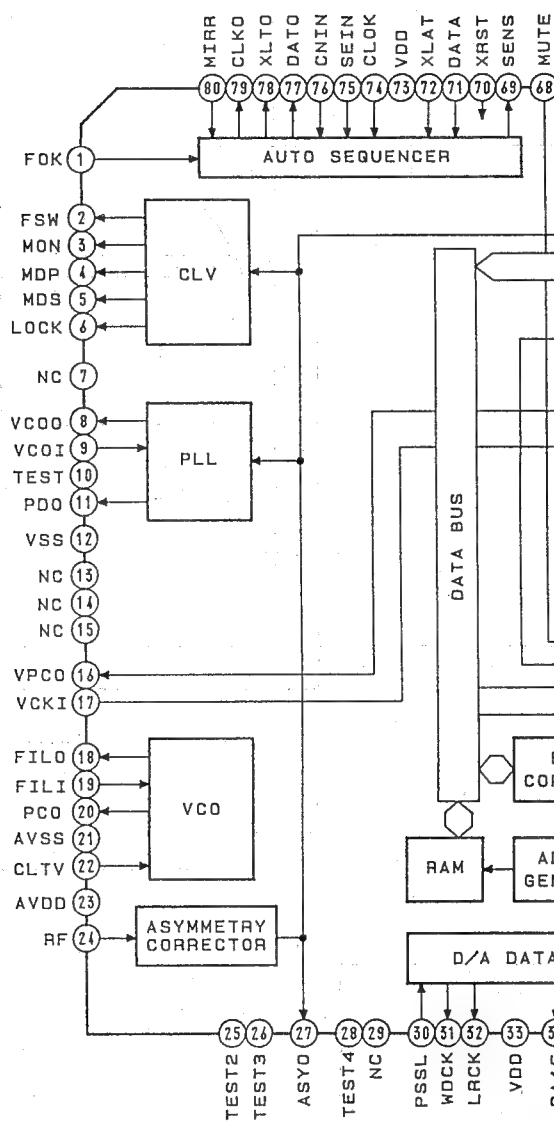 MIRR
CLKO
XLTO
DATO
CNIN
SEIN
CLOK
VDD
XLAT
DATA
XRST
SENS
MUTE
80
79
78
77
76
75
74
73
72
71
70
69
68
FOK 1
AUTO SEQUENCER
FSW 2
MON 3
MDP 4
MDS 5
LOCK 6
CLV
NC 7
VCOO 8
VCOI 9
TEST 10
PDO 11
PLL
VSS 12
NC 13
NC 14
NC 15
DATA BUS
VPCO 16
VCKI 17
FILO 18
FILI 19
PCO 20
AVSS 21
CLTV 22
VCO
COR
RAM
AD
GEN
AVDD 23
RF 24
ASYMMETRY
CORRECTOR
D/A DATA
25
26
27
28
29
30
31
32
33
TEST2
TEST3
ASYO
TEST4
NC
PSSL
WDCK
LRCK
VDD